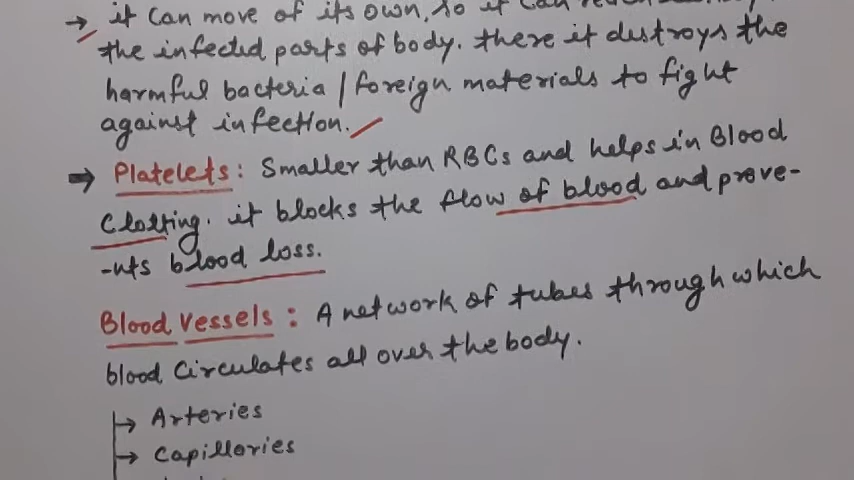 → it can move of its own, so it can
the infected parts of body. there it destroys the
harmful bacteria / foreign materials to fight
against infection.
→ Platelets: Smaller than RBCs and helps in Blood
Clotting. it blocks the flow of blood and preve-
-nts blood loss.
Blood Vessels: A network of tubes through which
blood Circulates all over the body.
→ Arteries
→ Capillories